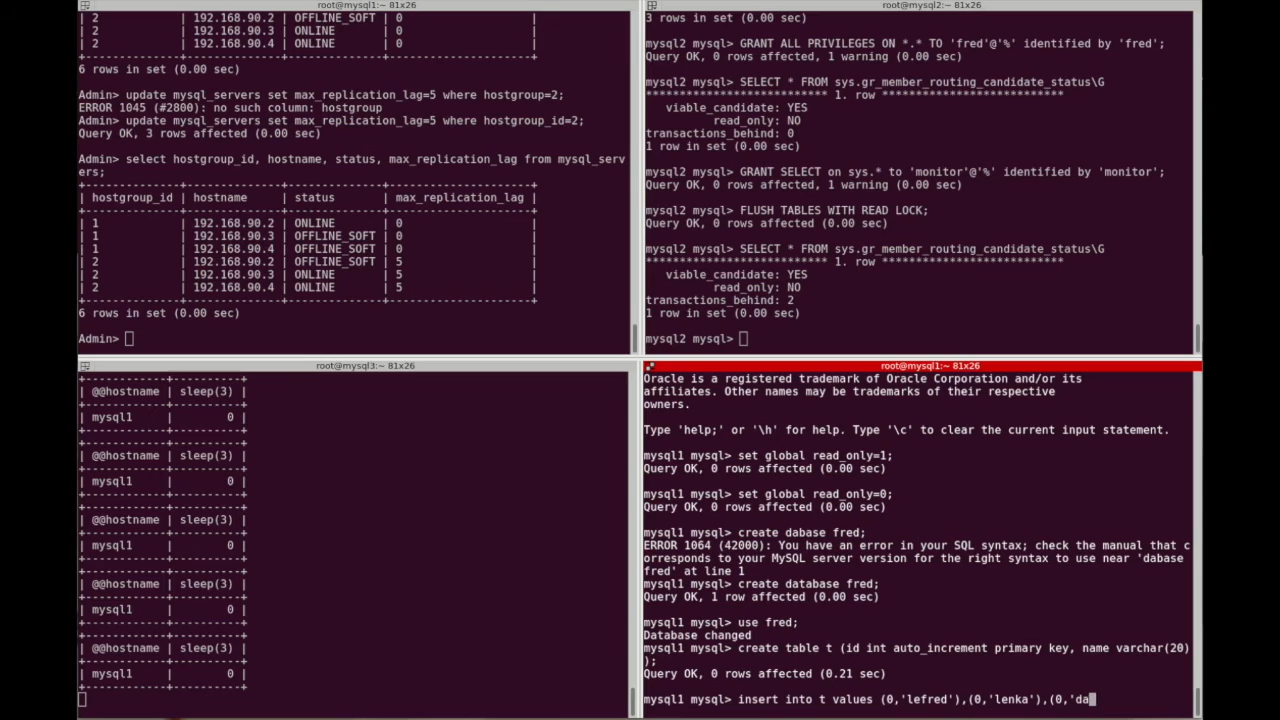 root@mysql1:~ 81x26
| 2              | 192.168.90.2 | OFFLINE_SOFT | 0                   |
| 2              | 192.168.90.3 | ONLINE       | 0                   |
| 2              | 192.168.90.4 | ONLINE       | 0                   |
+--------------+--------------+--------------+---------------------+
6 rows in set (0.00 sec)
Admin> update mysql_servers set max_replication_lag=5 where hostgroup=2;
ERROR 1045 (#2800): no such column: hostgroup
Admin> update mysql_servers set max_replication_lag=5 where hostgroup_id=2;
Query OK, 3 rows affected (0.00 sec)
Admin> select hostgroup_id, hostname, status, max_replication_lag from mysql_serv
ers;
+--------------+--------------+--------------+---------------------+
| hostgroup_id | hostname     | status       | max_replication_lag |
+--------------+--------------+--------------+---------------------+
| 1            | 192.168.90.2 | ONLINE       | 0                   |
| 1            | 192.168.90.3 | OFFLINE_SOFT | 0                   |
| 1            | 192.168.90.4 | OFFLINE_SOFT | 0                   |
| 2            | 192.168.90.2 | OFFLINE_SOFT | 5                   |
| 2            | 192.168.90.3 | ONLINE       | 5                   |
| 2            | 192.168.90.4 | ONLINE       | 5                   |
+--------------+--------------+--------------+---------------------+
6 rows in set (0.00 sec)
Admin>
root@mysql2:~ 81x26
3 rows in set (0.00 sec)
mysql2 mysql> GRANT ALL PRIVILEGES ON *.* TO 'fred'@'%' identified by 'fred';
Query OK, 0 rows affected, 1 warning (0.00 sec)
mysql2 mysql> SELECT * FROM sys.gr_member_routing_candidate_status\G
*************************** 1. row ***************************
viable_candidate: YES
read_only: NO
transactions_behind: 0
1 row in set (0.00 sec)
mysql2 mysql> GRANT SELECT on sys.* to 'monitor'@'%' identified by 'monitor';
Query OK, 0 rows affected, 1 warning (0.00 sec)
mysql2 mysql> FLUSH TABLES WITH READ LOCK;
Query OK, 0 rows affected (0.00 sec)
mysql2 mysql> SELECT * FROM sys.gr_member_routing_candidate_status\G
*************************** 1. row ***************************
viable_candidate: YES
read_only: NO
transactions_behind: 2
1 row in set (0.00 sec)
mysql2 mysql>
root@mysql3:~ 81x26
+------------+----------+
| @@hostname | sleep(3) |
+------------+----------+
| mysql1     |        0 |
+------------+----------+
+------------+----------+
| @@hostname | sleep(3) |
+------------+----------+
| mysql1     |        0 |
+------------+----------+
+------------+----------+
| @@hostname | sleep(3) |
+------------+----------+
| mysql1     |        0 |
+------------+----------+
+------------+----------+
| @@hostname | sleep(3) |
+------------+----------+
| mysql1     |        0 |
+------------+----------+
+------------+----------+
| @@hostname | sleep(3) |
+------------+----------+
| mysql1     |        0 |
+------------+----------+
root@mysql1:~ 81x26
Oracle is a registered trademark of Oracle Corporation and/or its
affiliates. Other names may be trademarks of their respective
owners.
Type 'help;' or '\h' for help. Type '\c' to clear the current input statement.
mysql1 mysql> set global read_only=1;
Query OK, 0 rows affected (0.00 sec)
mysql1 mysql> set global read_only=0;
Query OK, 0 rows affected (0.00 sec)
mysql1 mysql> create dabase fred;
ERROR 1064 (42000): You have an error in your SQL syntax; check the manual that c
orresponds to your MySQL server version for the right syntax to use near 'dabase
fred' at line 1
mysql1 mysql> create database fred;
Query OK, 1 row affected (0.00 sec)
mysql1 mysql> use fred;
Database changed
mysql1 mysql> create table t (id int auto_increment primary key, name varchar(20)
);
Query OK, 0 rows affected (0.21 sec)
mysql1 mysql> insert into t values (0,'lefred'),(0,'lenka'),(0,'da